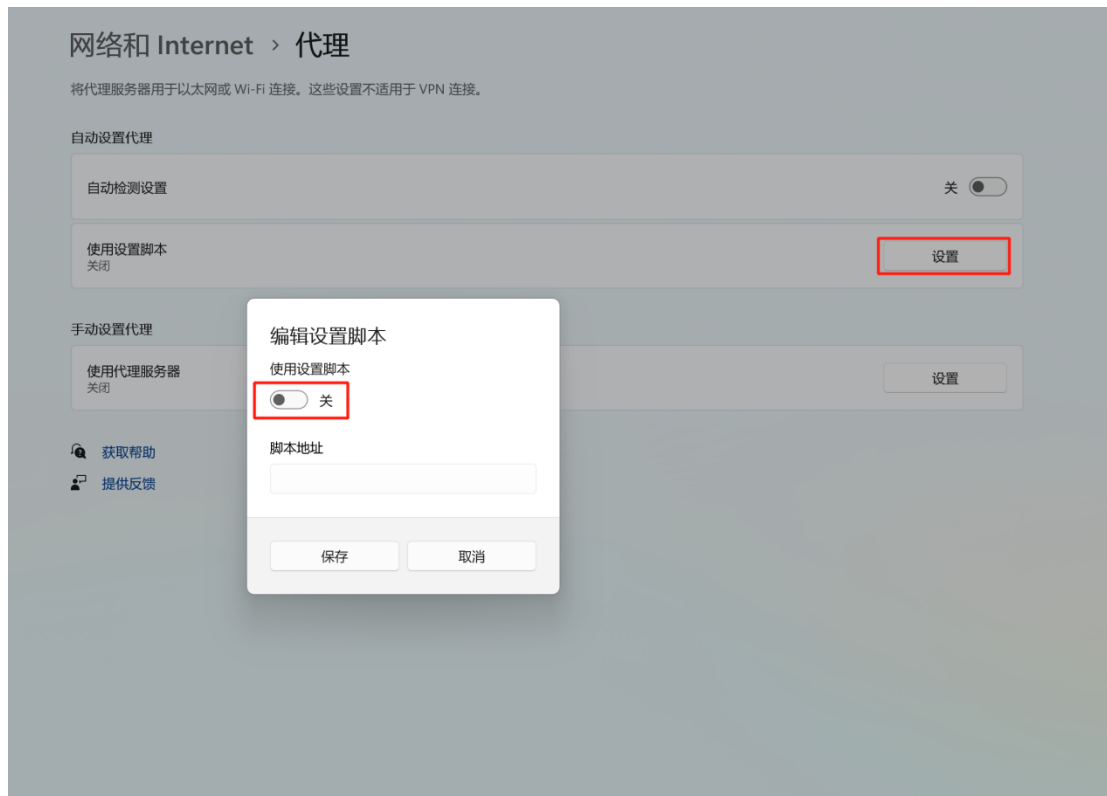 网络和 Internet › 代理
将代理服务器用于以太网或 Wi-Fi 连接。这些设置不适用于 VPN 连接。
自动设置代理
自动检测设置
关
使用设置脚本
关闭
设置
手动设置代理
使用代理服务器
关闭
设置
获取帮助
提供反馈
编辑设置脚本
使用设置脚本
关
脚本地址
保存
取消